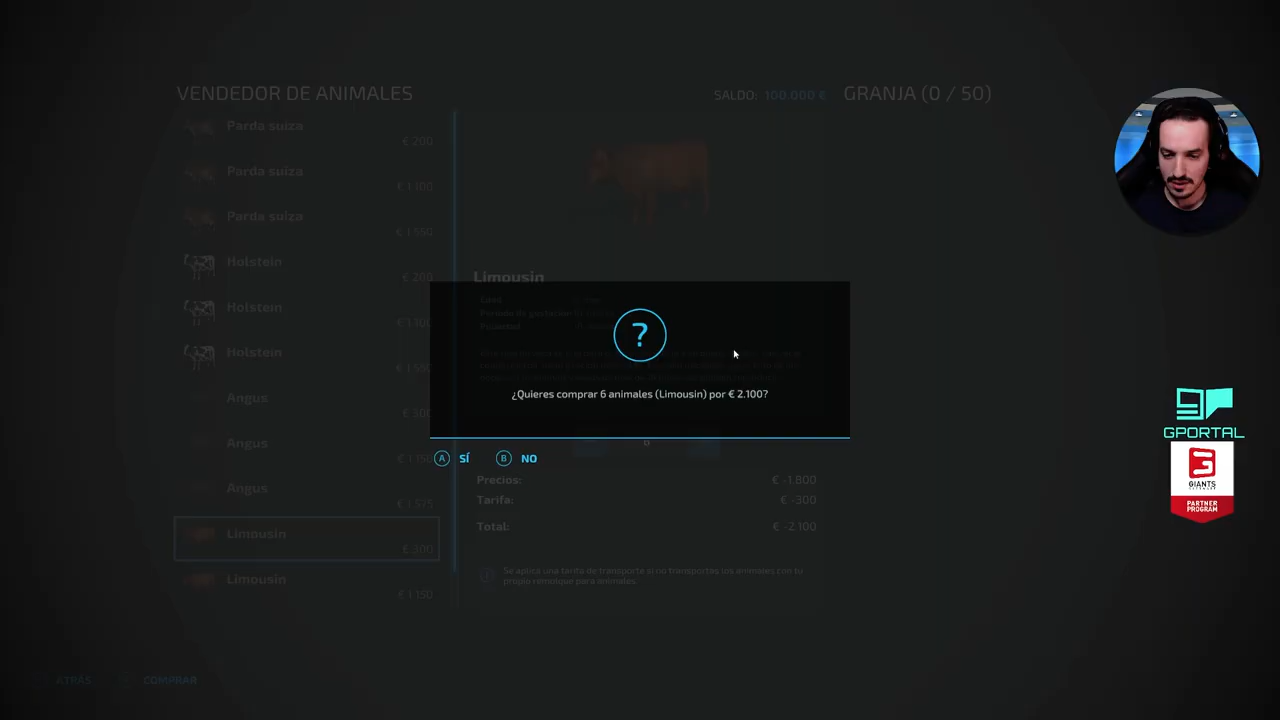 VENDEDOR DE ANIMALES
SALDO: 100.000 €
GRANJA (0 / 50)
Parda suiza
€ 200
Parda suiza
€ 1.100
Parda suiza
€ 1.550
Holstein
€ 200
Holstein
€ 1.100
Holstein
€ 1.550
Angus
€ 300
Angus
€ 1.150
Angus
€ 1.575
Limousin
€ 300
Limousin
€ 1.150
Limousin
?
¿Quieres comprar 6 animales (Limousin) por € 2.100?
6
A SÍ
B NO
Precios: € -1.800
Tarifa: € -300
Total: € -2.100
Se aplica una tarifa de transporte si no transportas los animales con tu
propio remolque para animales.
ATRÁS
COMPRAR
GPORTAL
GIANTS
PARTNER
PROGRAM